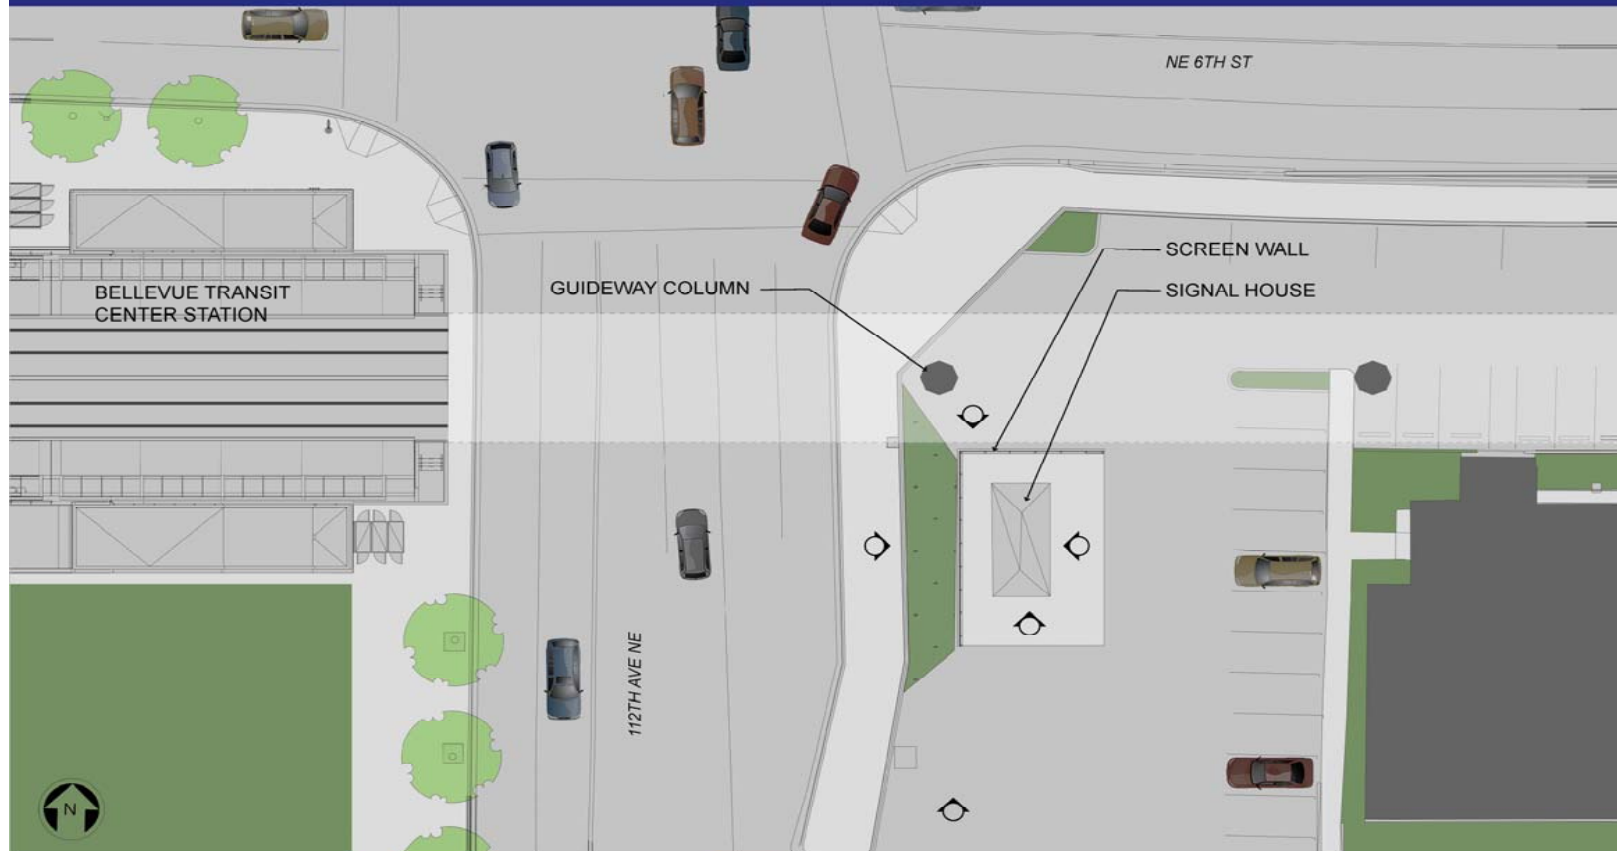 NE 6TH ST
SCREEN WALL
BELLEVUE TRANSIT
CENTER STATION
GUIDEWAY COLUMN
SIGNAL HOUSE
112TH AVE NE
N